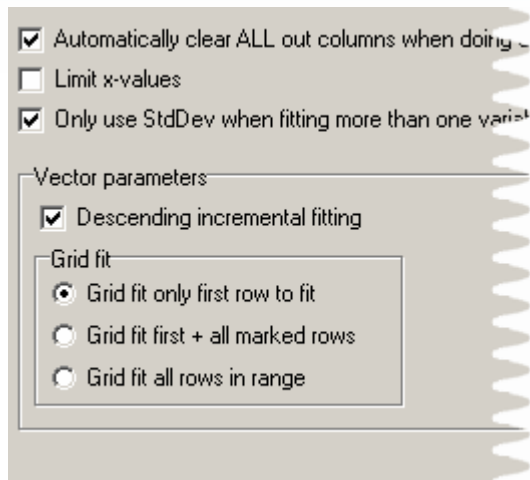 Automatically clear ALL out columns when doing
Limit x-values
Only use StdDev when fitting more than one
Vector parameters
Descending incremental fitting
Grid fit
Grid fit only first row to fit
Grid fit first + all marked rows
Grid fit all rows in range